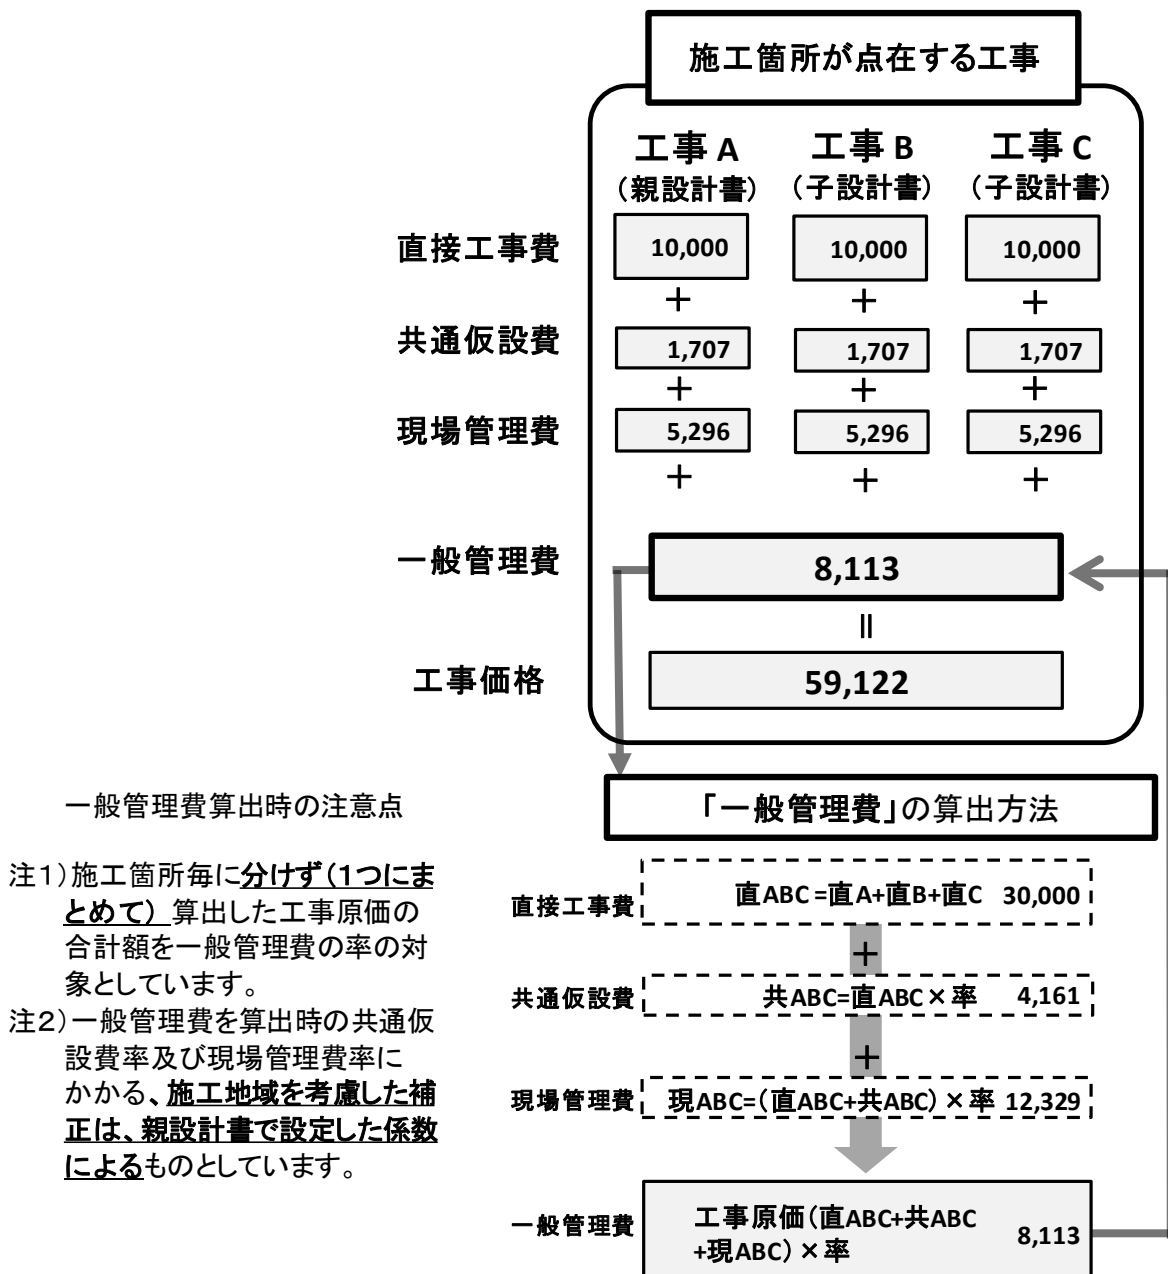 施工箇所が点在する工事
工事 A 工事 B 工事 C
（親設計書） （子設計書） （子設計書）
直接工事費 10,000 10,000 10,000
＋ ＋ ＋
共通仮設費 1,707 1,707 1,707
＋ ＋ ＋
現場管理費 5,296 5,296 5,296
＋ ＋ ＋
一般管理費 8,113
＝
工事価格 59,122
「一般管理費」の算出方法
一般管理費算出時の注意点
注１）施工箇所毎に分けず（１つにま
とめて）算出した工事原価の
合計額を一般管理費の率の対
象としています。
注２）一般管理費を算出時の共通仮
設費率及び現場管理費率に
かかる、施工地域を考慮した補
正は、親設計書で設定した係数
によるものとしています。
直接工事費 直ABC＝直A+直B+直C 30,000
＋
共通仮設費 共ABC=直ABC×率 4,161
＋
現場管理費 現ABC=（直ABC+共ABC）×率 12,329
一般管理費 工事原価（直ABC+共ABC
+現ABC）×率 8,113